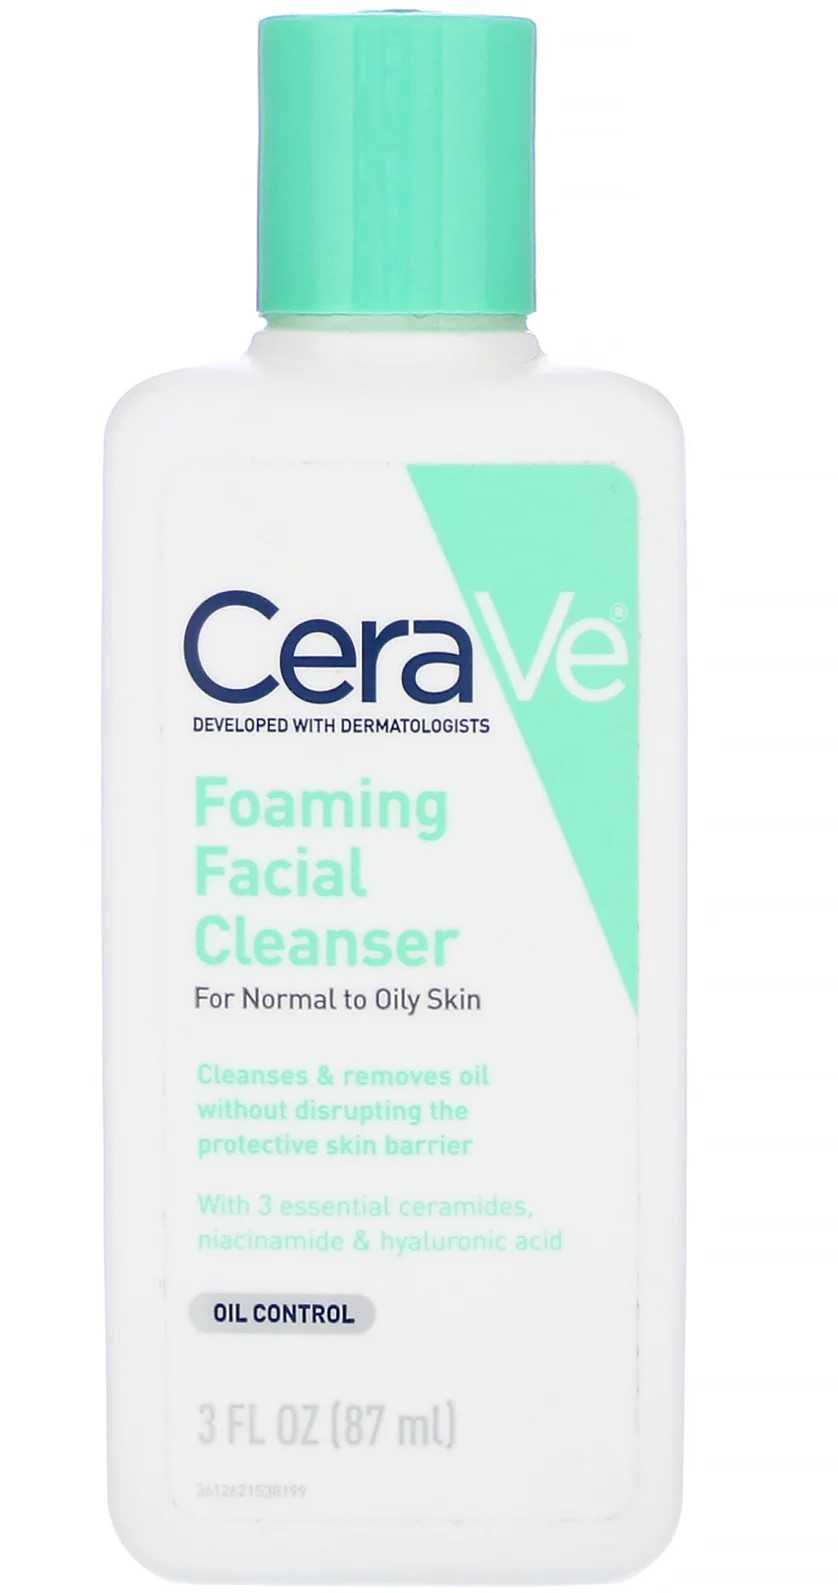 CeraVe®
DEVELOPED WITH DERMATOLOGISTS
Foaming
Facial
Cleanser
For Normal to Oily Skin
Cleanses & removes oil
without disrupting the
protective skin barrier
With 3 essential ceramides,
niacinamide & hyaluronic acid
OIL CONTROL
3 FL OZ (87 ml)